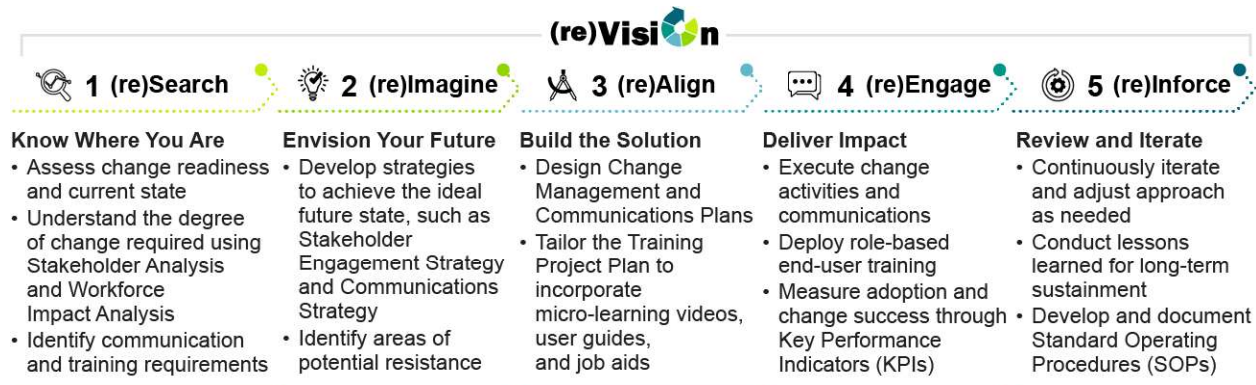 (re)Vision
1 (re)Search
Know Where You Are
• Assess change readiness
and current state
• Understand the degree
of change required using
Stakeholder Analysis
and Workforce
Impact Analysis
• Identify communication
and training requirements
2 (re)Imagine
Envision Your Future
• Develop strategies
to achieve the ideal
future state, such as
Stakeholder
Engagement Strategy
and Communications
Strategy
• Identify areas of
potential resistance
3 (re)Align
Build the Solution
• Design Change
Management and
Communications Plans
• Tailor the Training
Project Plan to
incorporate
micro-learning videos,
user guides,
and job aids
4 (re)Engage
Deliver Impact
• Execute change
activities and
communications
• Deploy role-based
end-user training
• Measure adoption and
change success through
Key Performance
Indicators (KPIs)
5 (re)Inforce
Review and Iterate
• Continuously iterate
and adjust approach
as needed
• Conduct lessons
learned for long-term
sustainment
• Develop and document
Standard Operating
Procedures (SOPs)